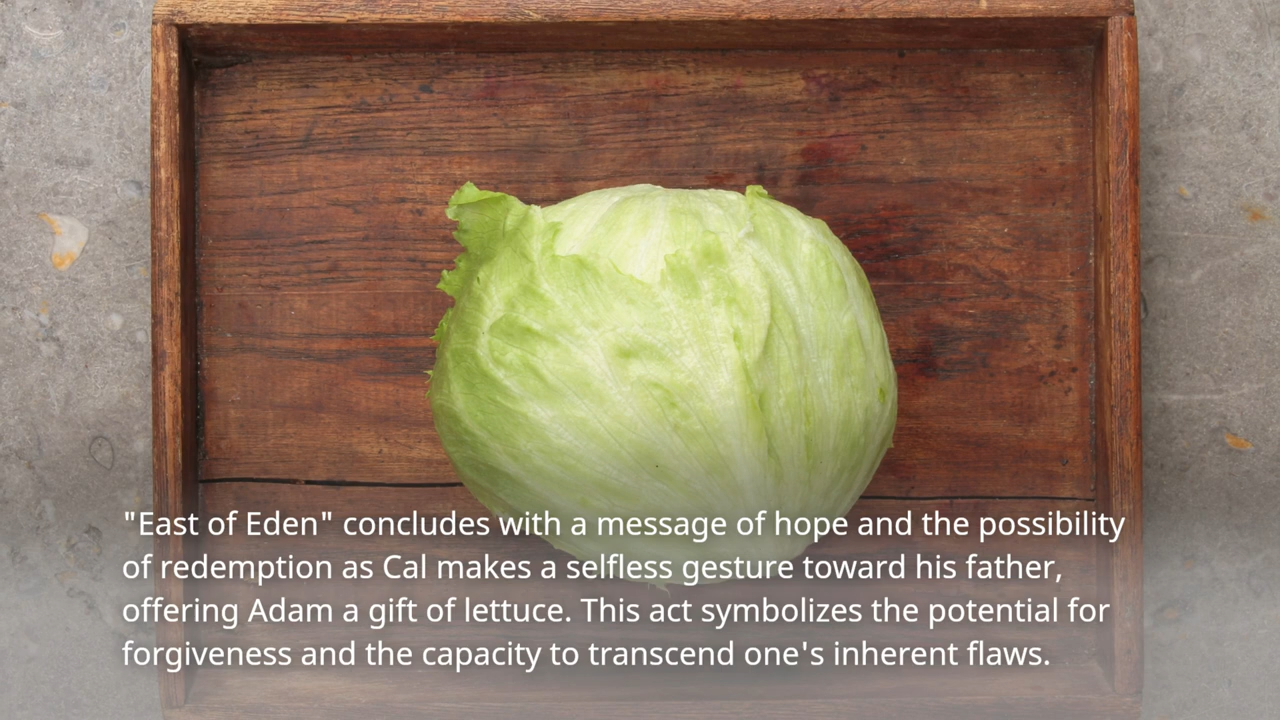 "East of Eden" concludes with a message of hope and the possibility
of redemption as Cal makes a selfless gesture toward his father,
offering Adam a gift of lettuce. This act symbolizes the potential for
forgiveness and the capacity to transcend one's inherent flaws.